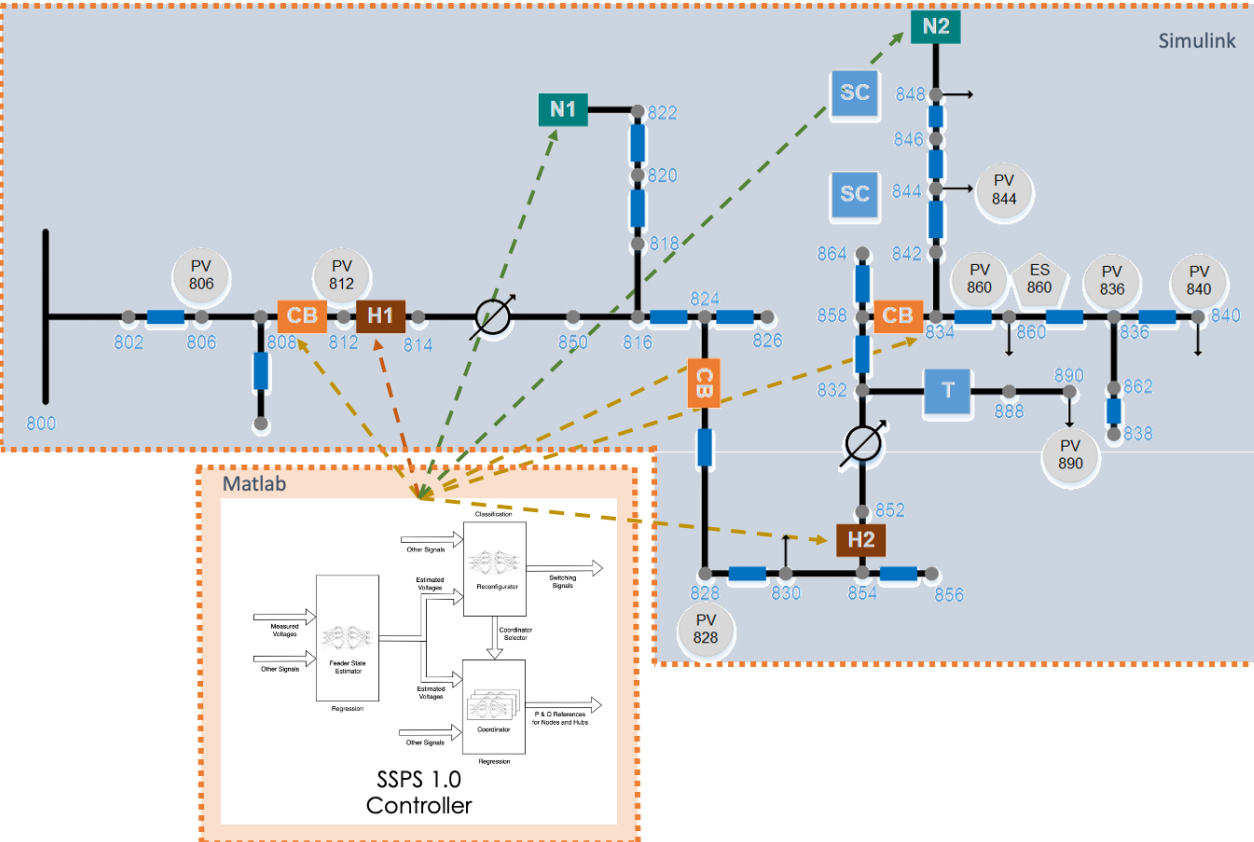 N2
Simulink
SC
848
N1
822
846
820
SC
844
PV
844
818
864
842
PV
806
PV
812
PV
860
ES
860
PV
836
PV
840
CB
H1
824
858
CB
834
860
836
840
802
806
808
812
814
850
816
826
CB
832
T
888
890
862
838
800
PV
890
Matlab
852
H2
828
830
854
856
PV
828
Classification
Other Signals
Reconfigurator
Switching
Signals
Estimated
Voltages
Measured
Voltages
Feeder State
Estimator
Other Signals
Regression
Coordinator
Selector
Estimated
Voltages
Coordinator
P & Q References
for Nodes and Hubs
Other Signals
Regression
SSPS 1.0
Controller